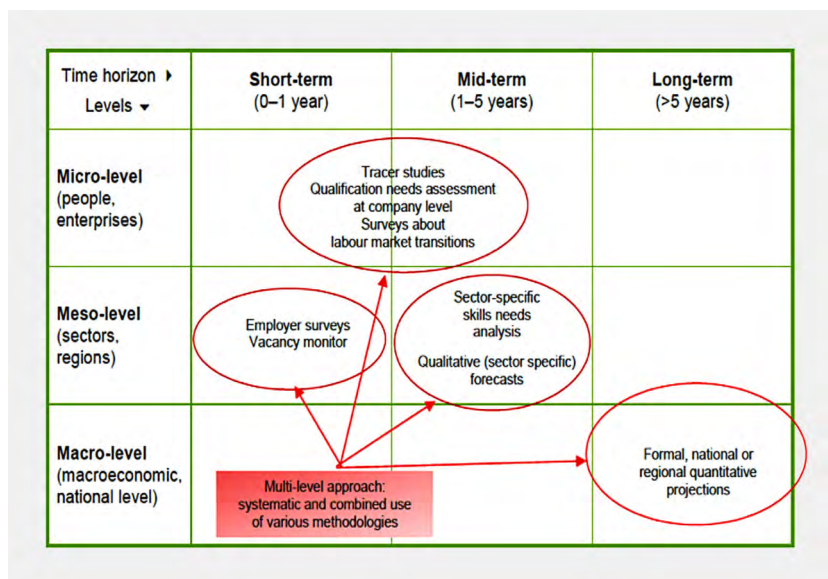 Time horizon ▸
Levels ▾
Short-term
(0–1 year)
Mid-term
(1–5 years)
Long-term
(>5 years)
Micro-level
(people,
enterprises)
Tracer studies
Qualification needs assessment
at company level
Surveys about
labour market transitions
Meso-level
(sectors,
regions)
Employer surveys
Vacancy monitor
Sector-specific
skills needs
analysis
Qualitative (sector specific)
forecasts
Macro-level
(macroeconomic,
national level)
Multi-level approach:
systematic and combined use
of various methodologies
Formal, national or
regional quantitative
projections